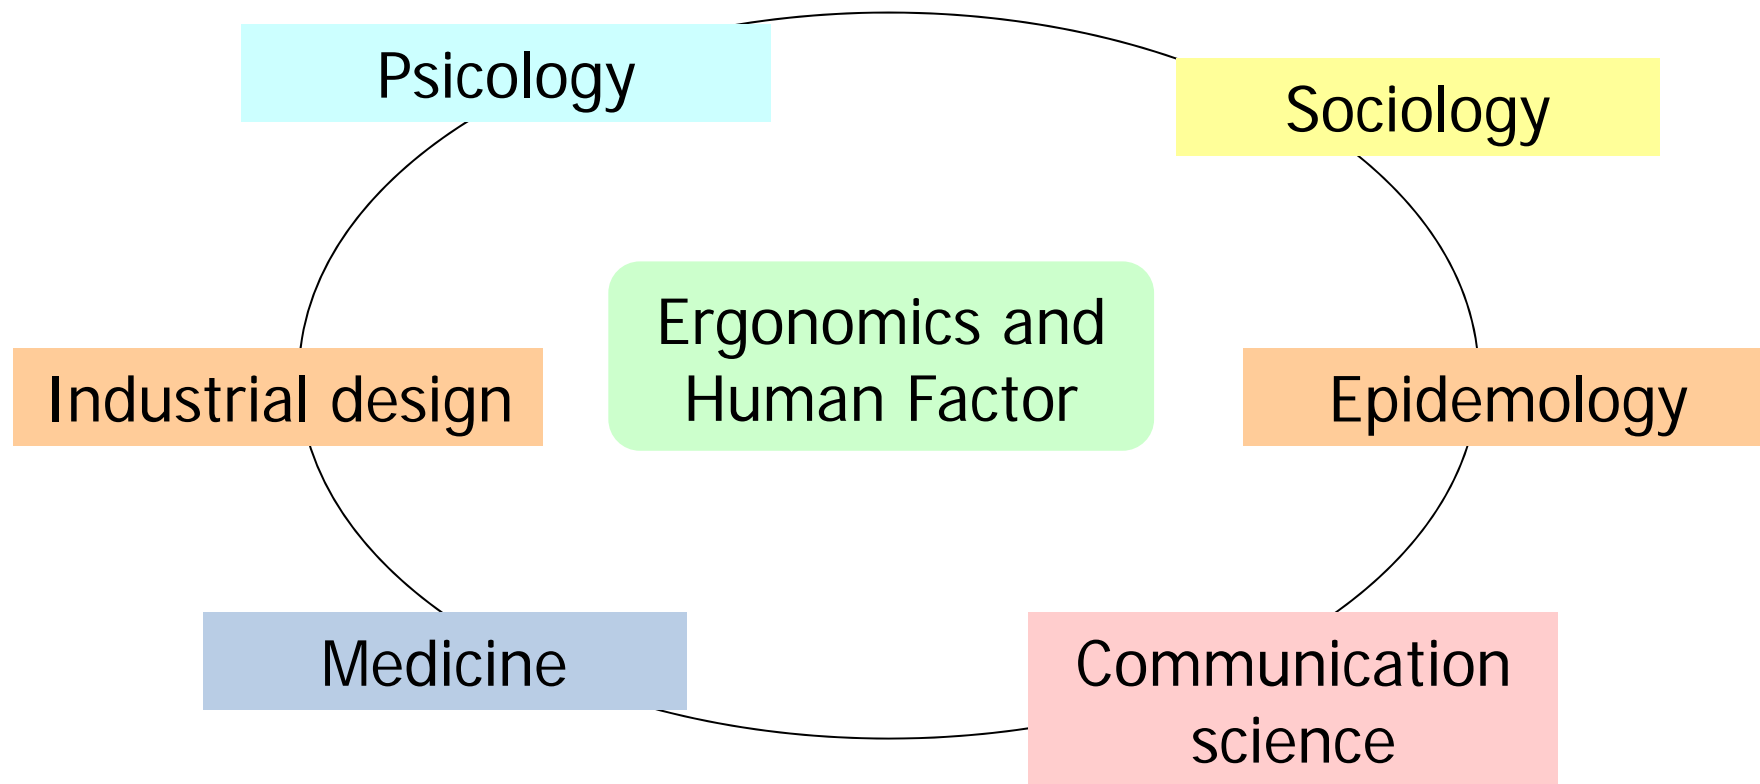 Psicology
Sociology
Ergonomics and
Human Factor
Industrial design
Epidemology
Medicine
Communication
science